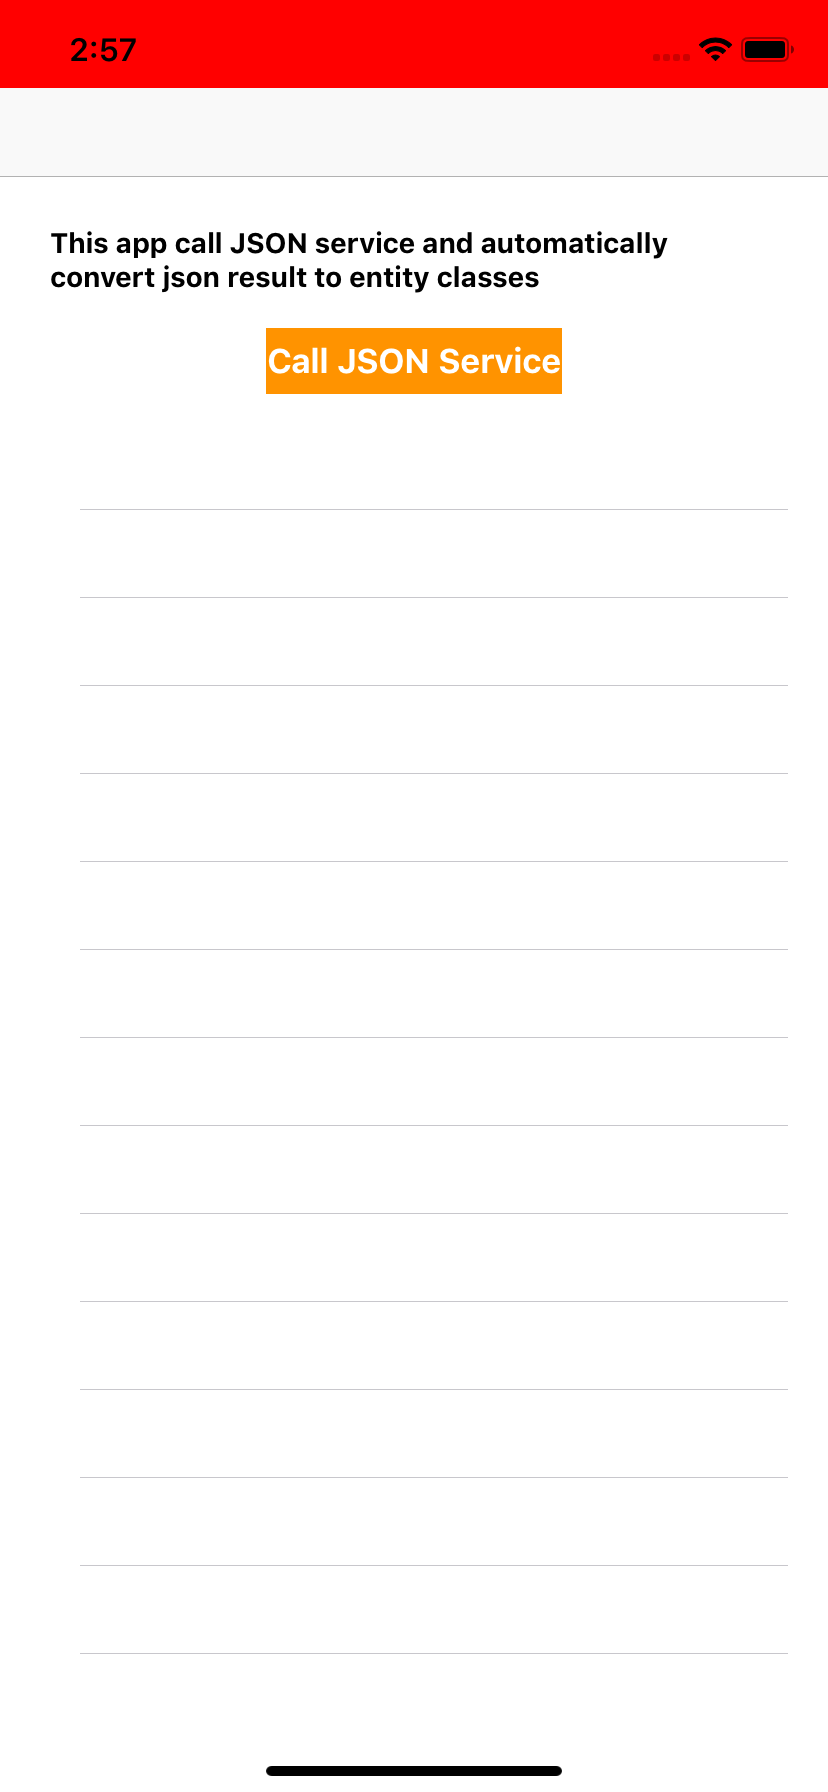 2:57
This app call JSON service and automatically
convert json result to entity classes
Call JSON Service